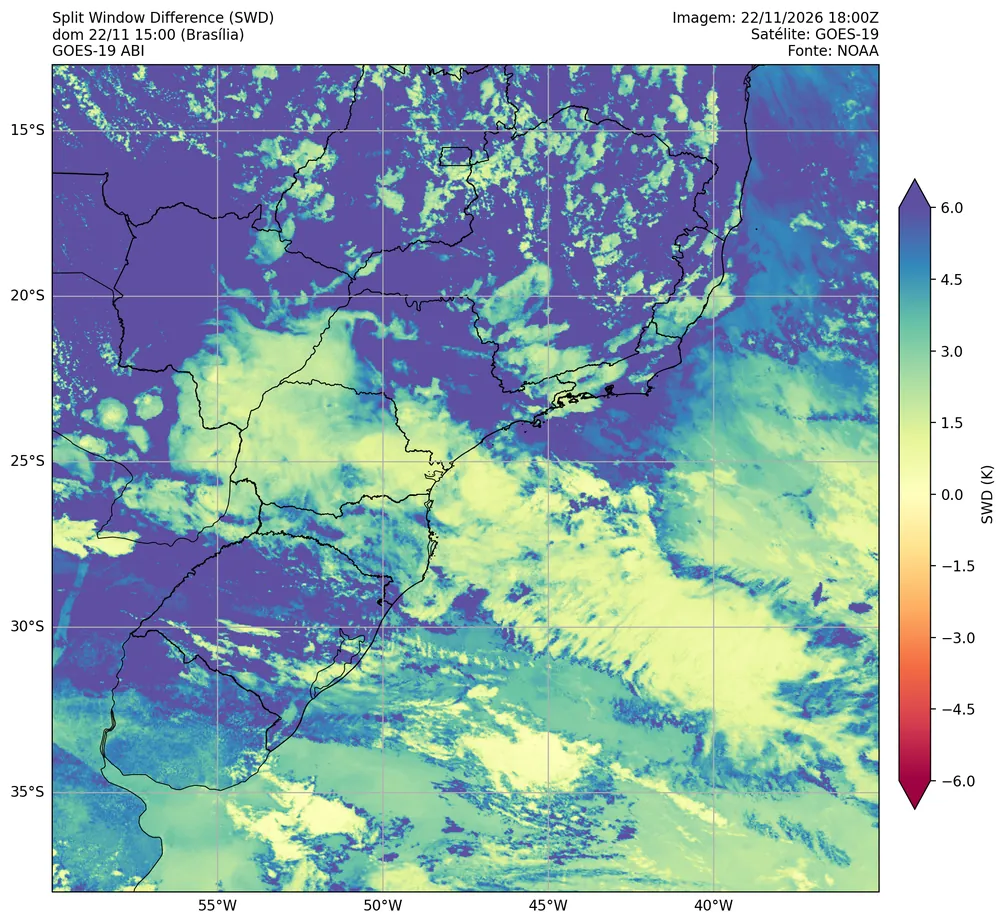 Split Window Difference (SWD)
dom 22/11 15:00 (Brasília)
GOES-19 ABI
Imagem: 22/11/2026 18:00Z
Satélite: GOES-19
Fonte: NOAA
15°S
20°S
25°S
30°S
35°S
55°W
50°W
45°W
40°W
6.0
4.5
3.0
1.5
0.0
−1.5
−3.0
−4.5
−6.0
SWD (K)